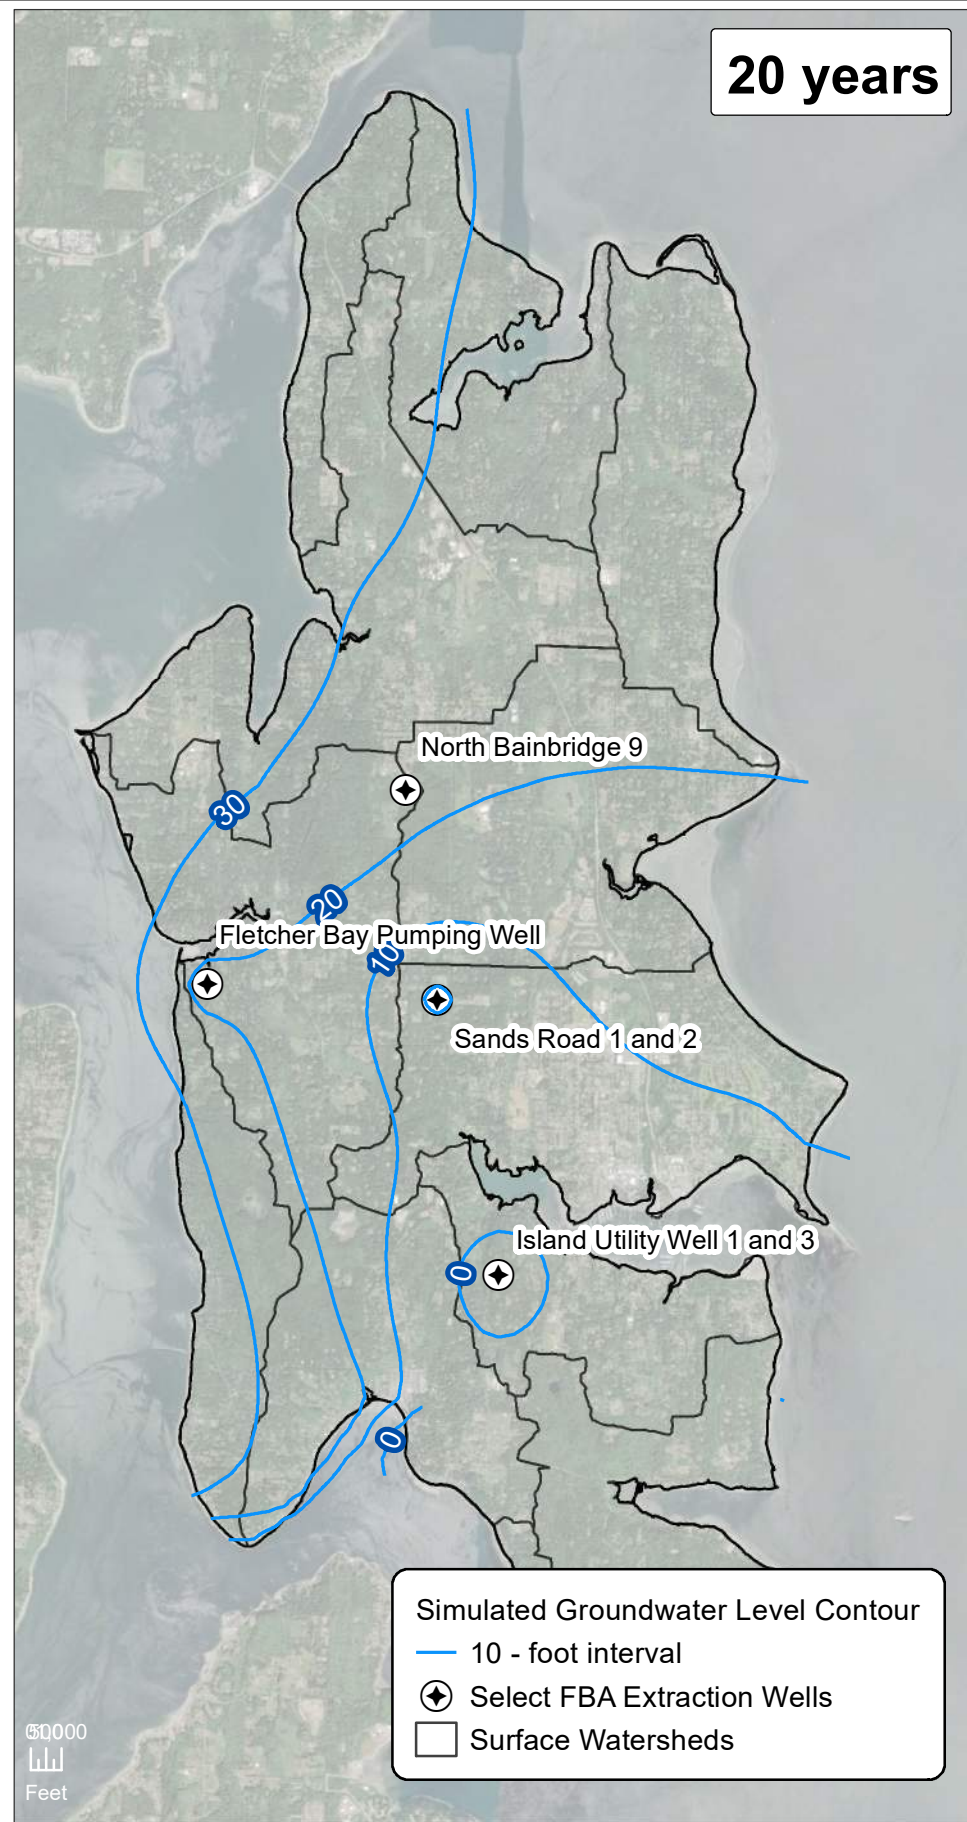 20 years
North Bainbridge 9
30
20
Fletcher Bay Pumping Well
10
Sands Road 1 and 2
Island Utility Well 1 and 3
0
0
Simulated Groundwater Level Contour
10 - foot interval
Select FBA Extraction Wells
Surface Watersheds
Feet